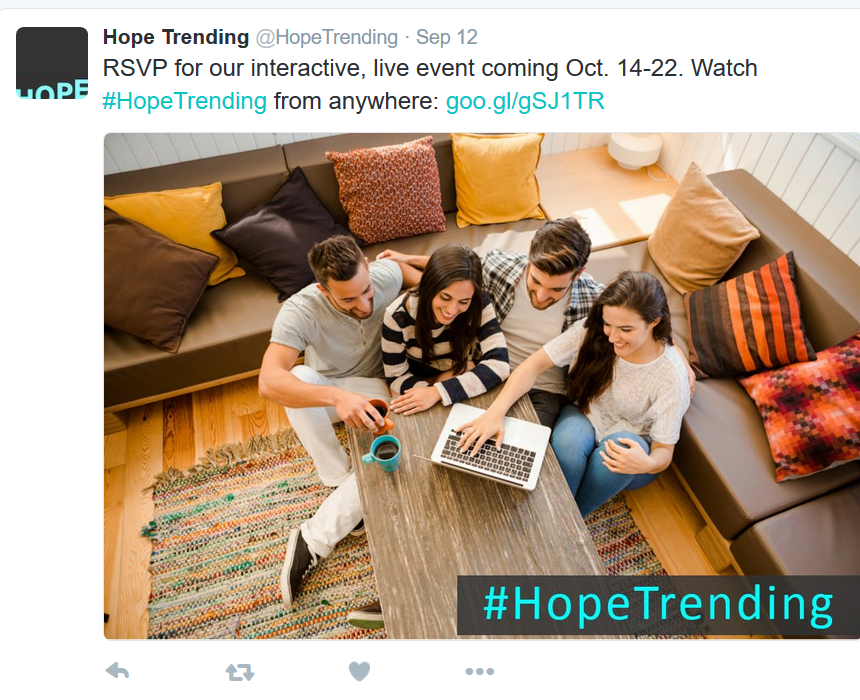 Hope Trending @HopeTrending · Sep 12
RSVP for our interactive, live event coming Oct. 14-22. Watch
#HopeTrending from anywhere: goo.gl/gSJ1TR
HOPE
#HopeTrending